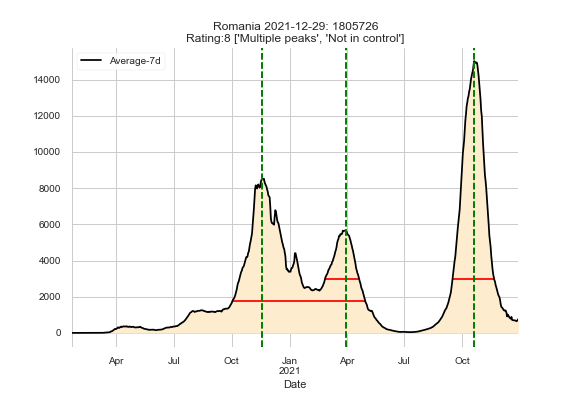 Romania 2021-12-29: 1805726
Rating:8 ['Multiple peaks', 'Not in control']
Average-7d
14000
12000
10000
8000
6000
4000
2000
0
Apr Jul Oct Jan Apr Jul Oct
2021
Date